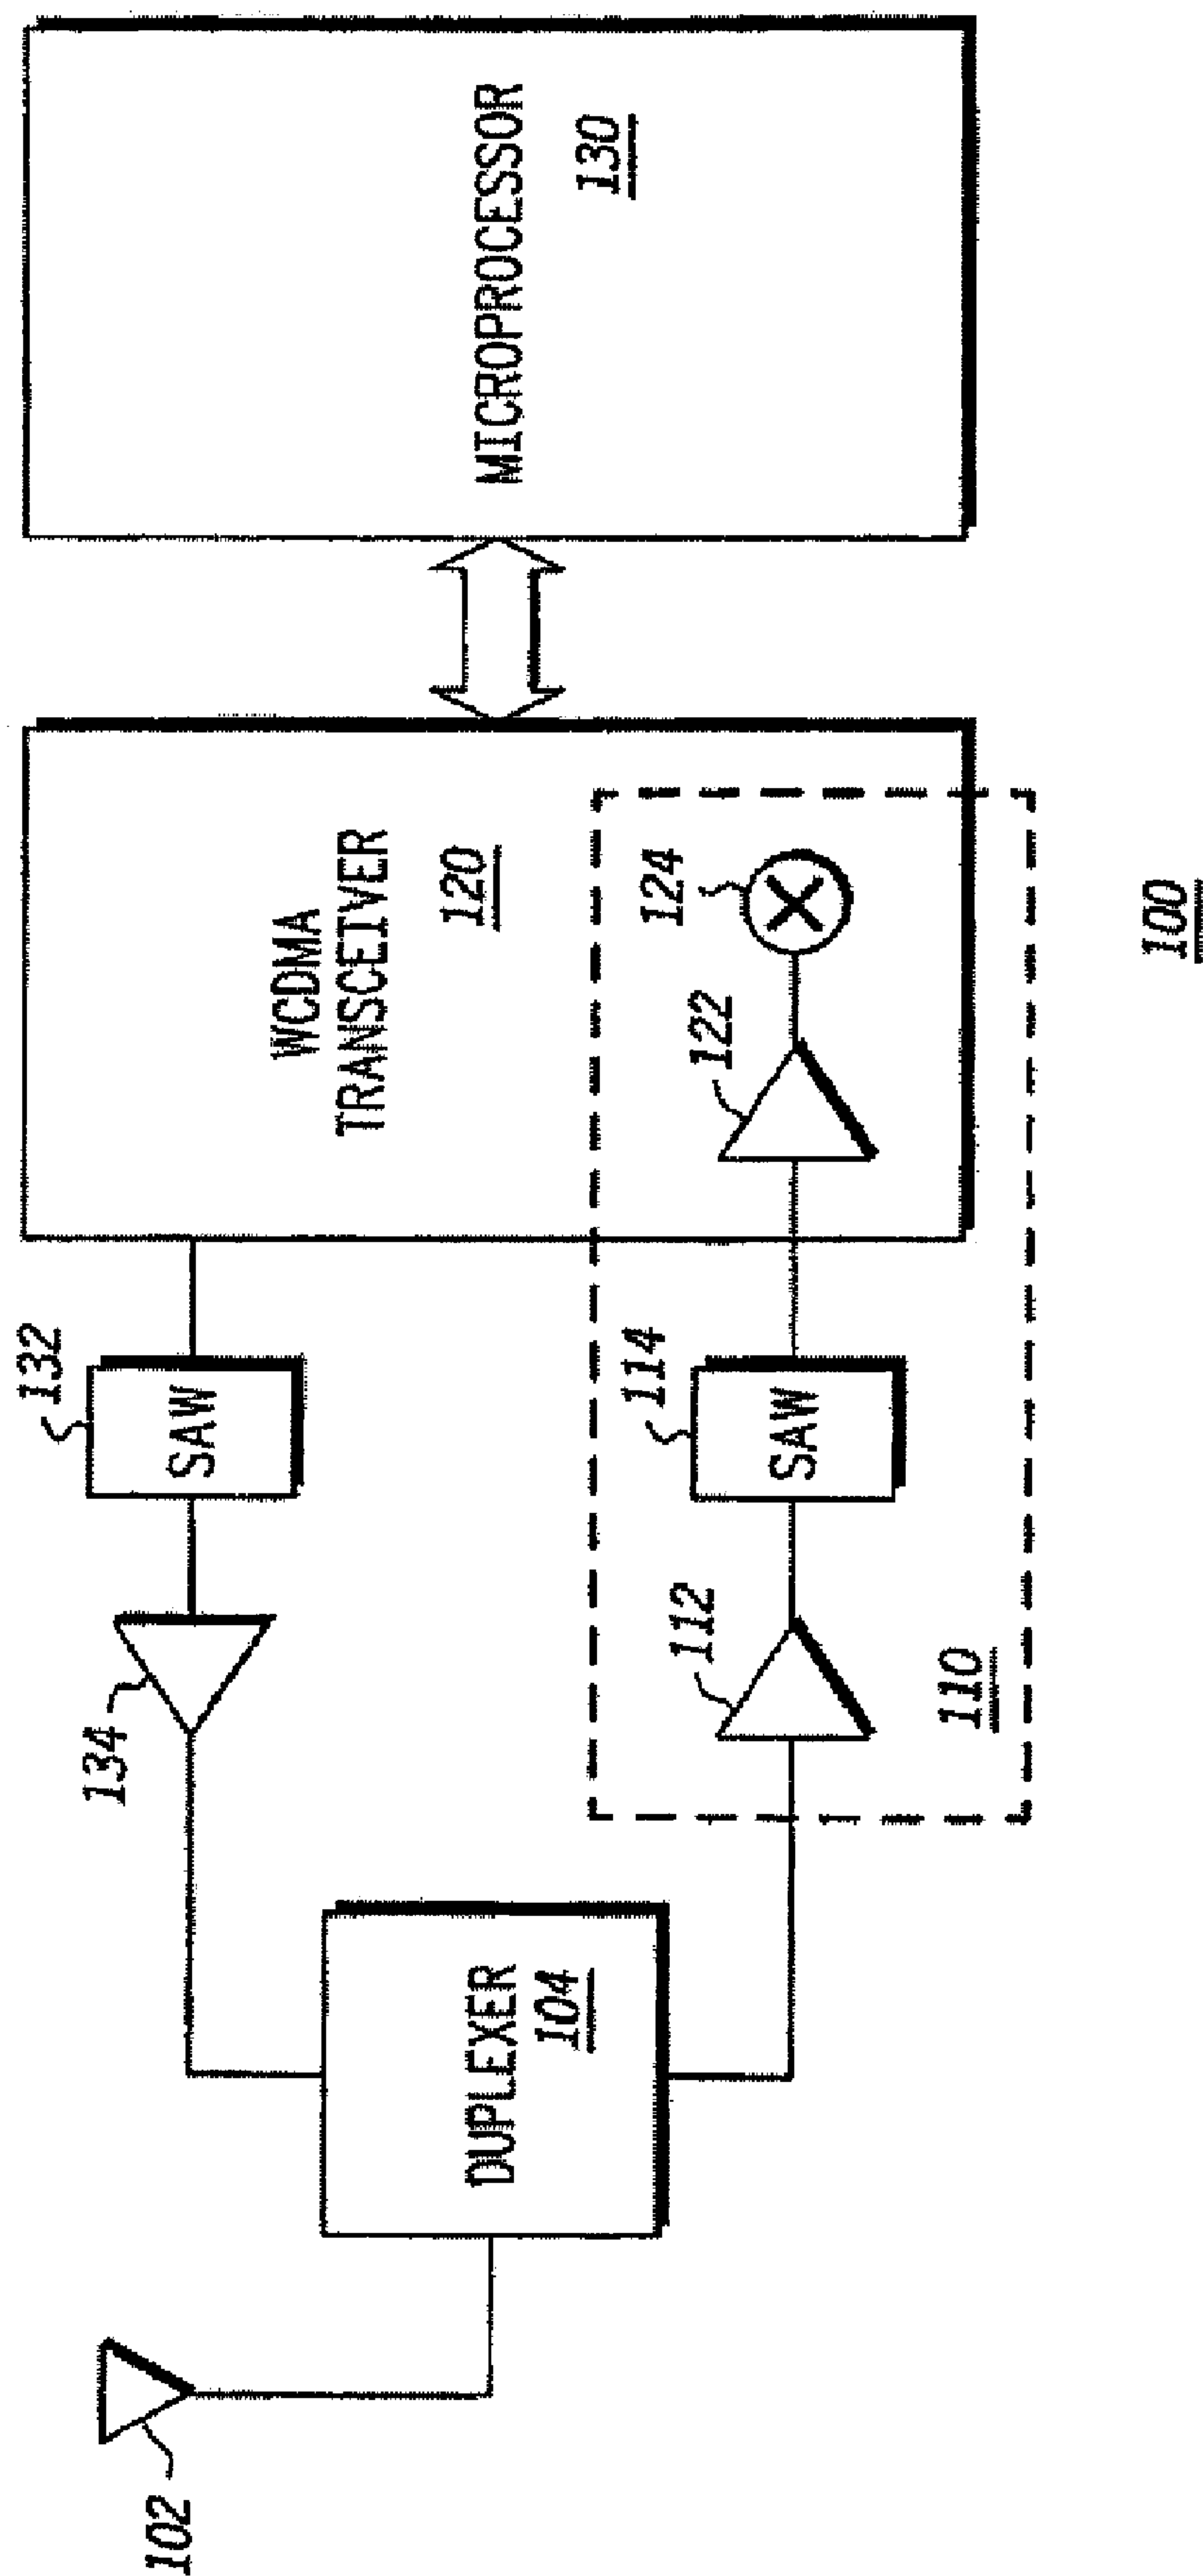 102
134
132
SAW
WCDMA
TRANSCEIVER
120
MICROPROCESSOR
130
DUPLEXER
104
112
114
SAW
122
124
110
100